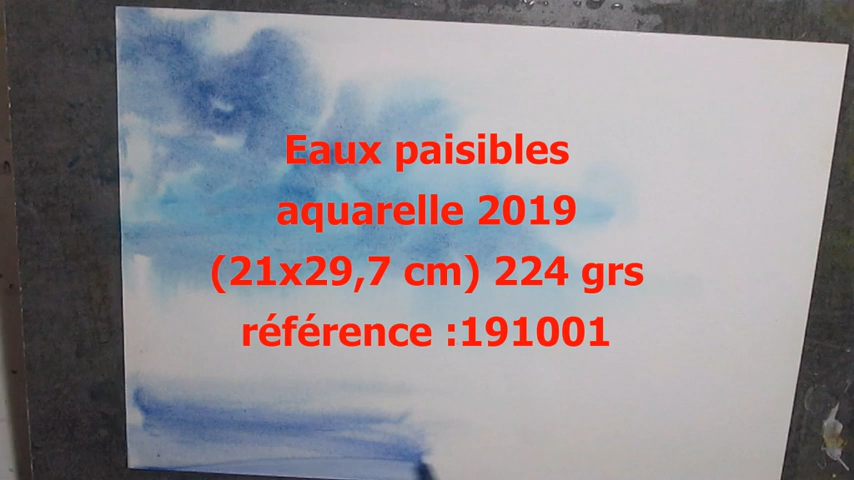 Eaux paisibles
aquarelle 2019
(21x29,7 cm) 224 grs
référence :191001